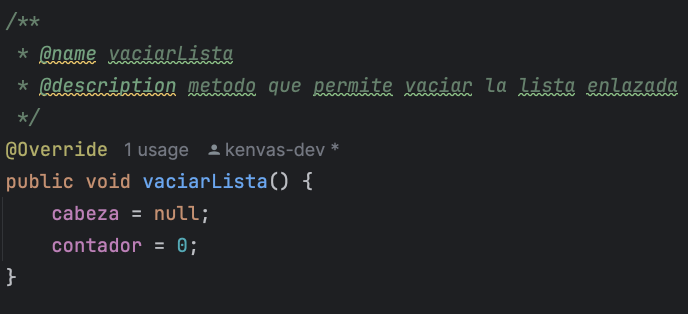 /**
 * @name vaciarLista
 * @description metodo que permite vaciar la lista enlazada
 */
@Override 1 usage kenvas-dev *
public void vaciarLista() {
    cabeza = null;
    contador = 0;
}